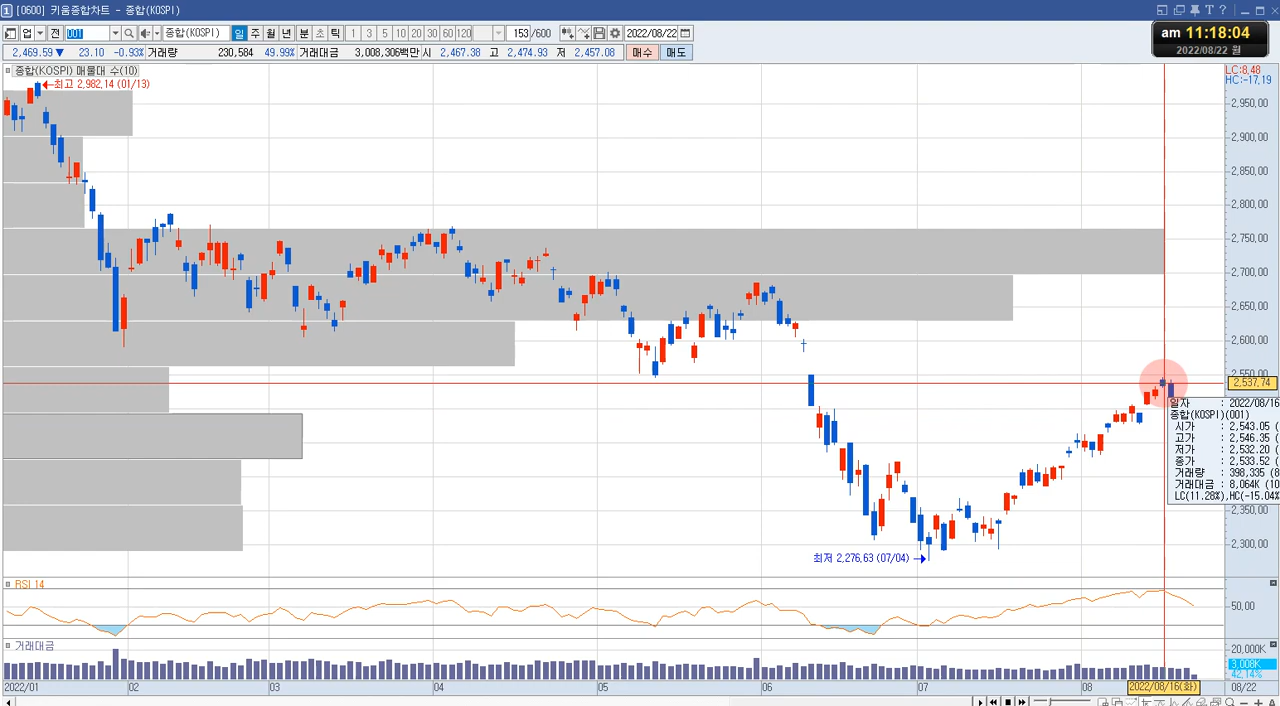 [0600] 키움종합차트 - 종합(KOSPI)
업 전 001 종합(KOSPI) 일 주 월 년 분 초 틱 1 3 5 10 20 30 60 120 153 /600 2022/08/22
am 11:18:04
2022/08/22 월
2,469.59 ▼ 23.10 -0.93% 거래량 230,584 49.99% 거래대금 3,008,306백만 시 2,467.38 고 2,474.93 저 2,457.08 매수 매도
종합(KOSPI) 매물대 수(10)
최고 2,982,14 (01/13)
LC:8,48
HC:-17,19
2,950,00
2,900,00
2,850,00
2,800,00
2,750,00
2,700,00
2,650,00
2,600,00
2,550,00
2,537,74
일자 : 2022/08/16
종합(KOSPI)(001)
시가 : 2,543.05 (
고가 : 2,546.35 (
저가 : 2,532.20 (
종가 : 2,533.52 (
거래량 : 398,335 (8
거래대금 : 8,064K (10
LC(11.28%),HC(-15.04%
2,350,00
2,300,00
최저 2,276,63 (07/04)
RSI 14
50.00
거래대금
20,000K
3,008K
42,14%
2022/01 02 03 04 05 06 07 08 2022/08/16(화) 08/22